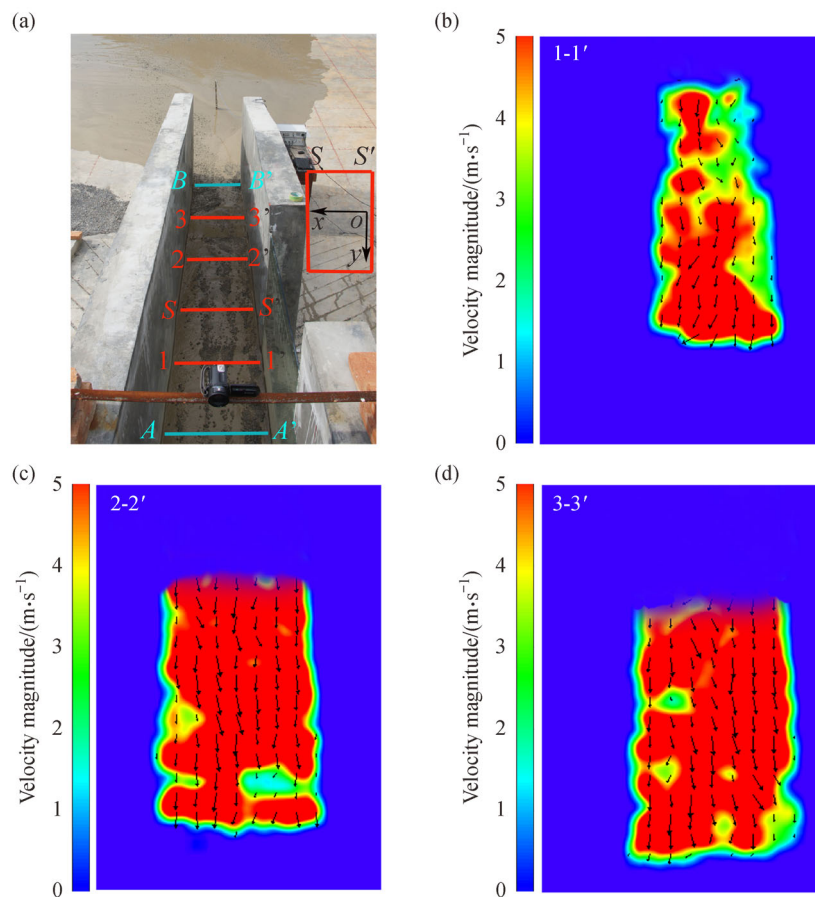 (a)
S S′
B B’
x o
3 3’
y
2 2’
S S’
1 1
A A’
(b)
Velocity magnitude/(m·s⁻¹)
5
4
3
2
1
0
1-1′
(c)
Velocity magnitude/(m·s⁻¹)
5
4
3
2
1
0
2-2′
(d)
Velocity magnitude/(m·s⁻¹)
5
4
3
2
1
0
3-3′